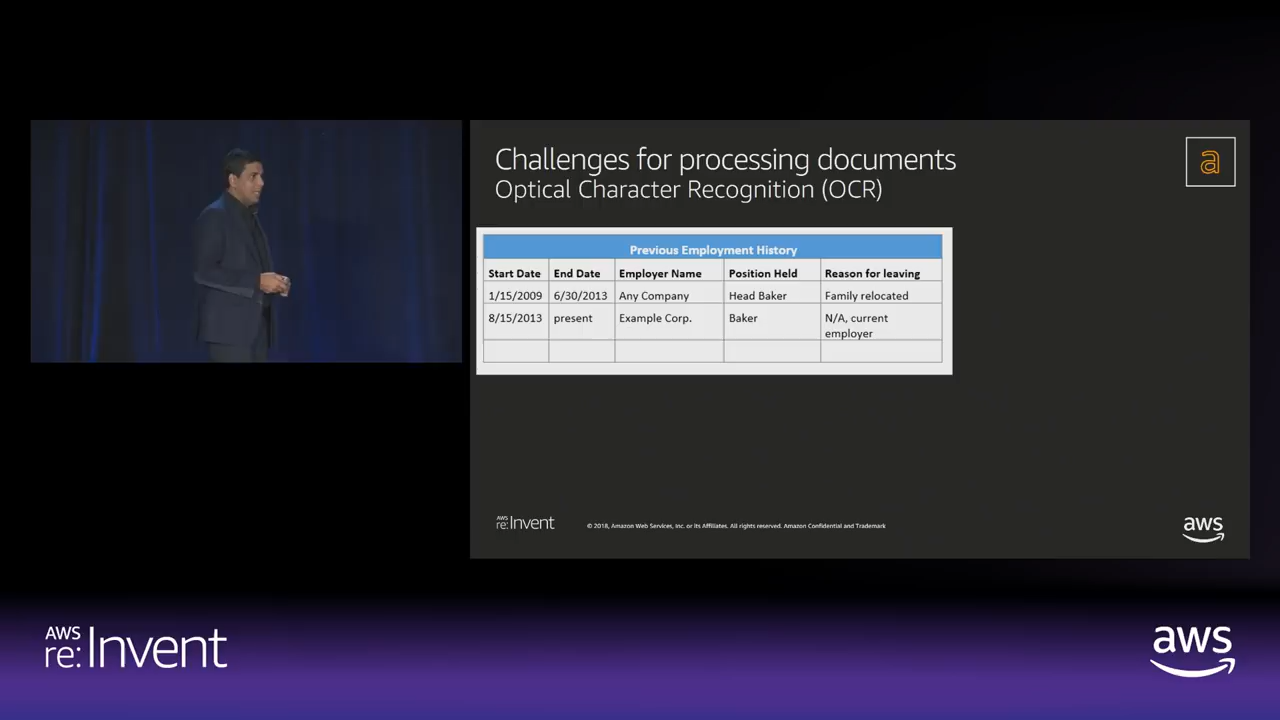 Challenges for processing documents
Optical Character Recognition (OCR)
a
Previous Employment History
Start Date End Date Employer Name Position Held Reason for leaving
1/15/2009 6/30/2013 Any Company Head Baker Family relocated
8/15/2013 present Example Corp. Baker N/A, current
employer
AWS
re:Invent
© 2018, Amazon Web Services, Inc. or its Affiliates. All rights reserved. Amazon Confidential and Trademark
aws
AWS
re:Invent
aws